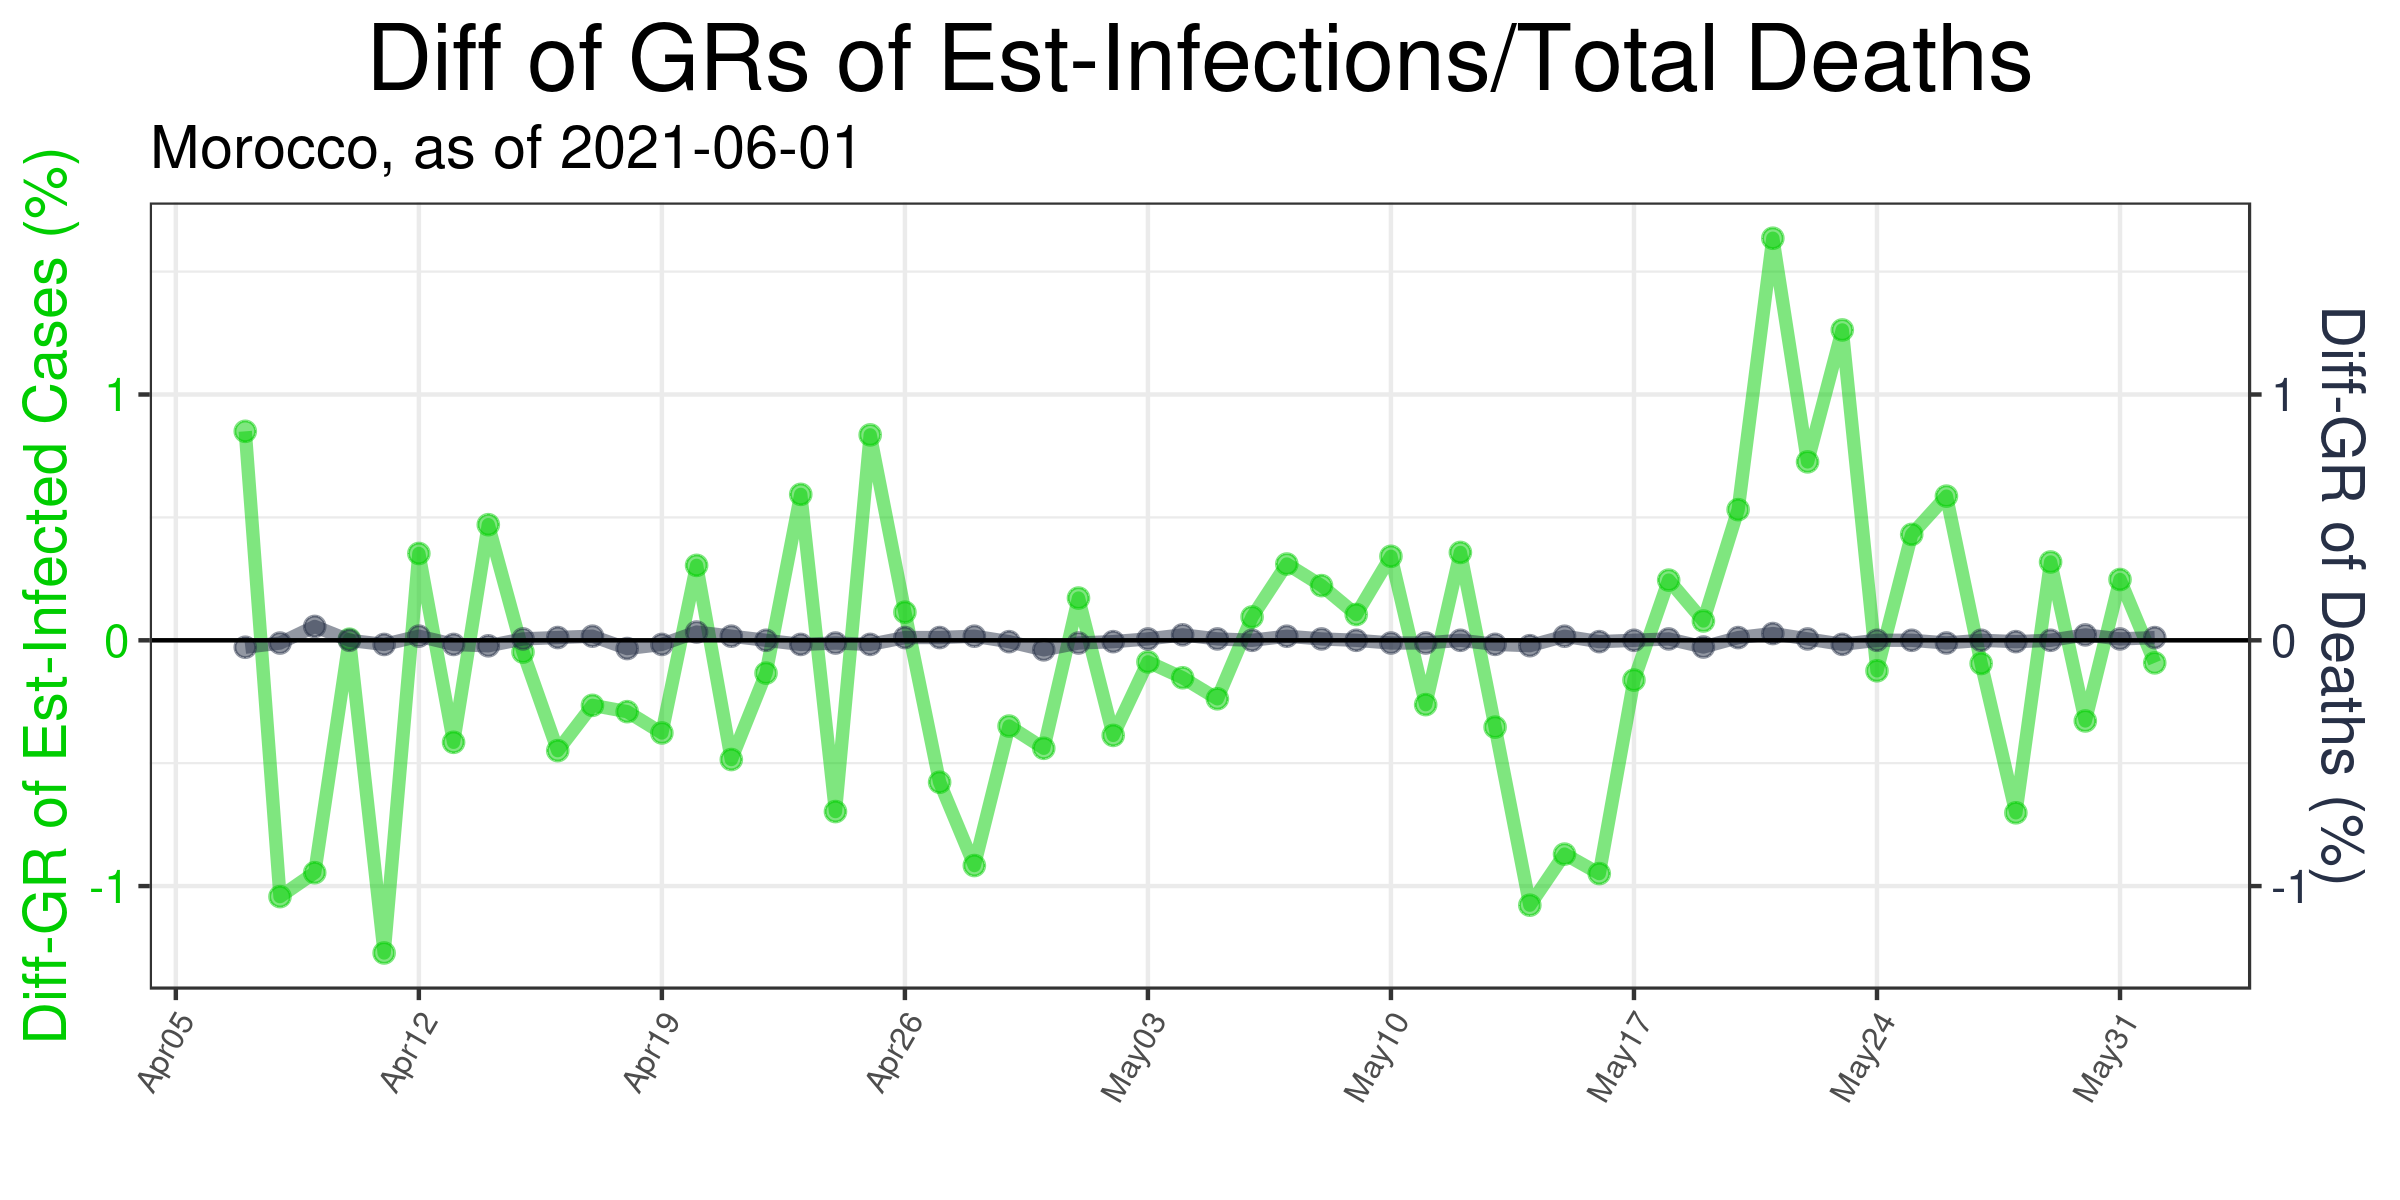 Diff of GRs of Est-Infections/Total Deaths
Morocco, as of 2021-06-01
Diff-GR of Est-Infected Cases (%)
1
0
-1
1
0
-1
Diff-GR of Deaths (%)
Apr05
Apr12
Apr19
Apr26
May03
May10
May17
May24
May31